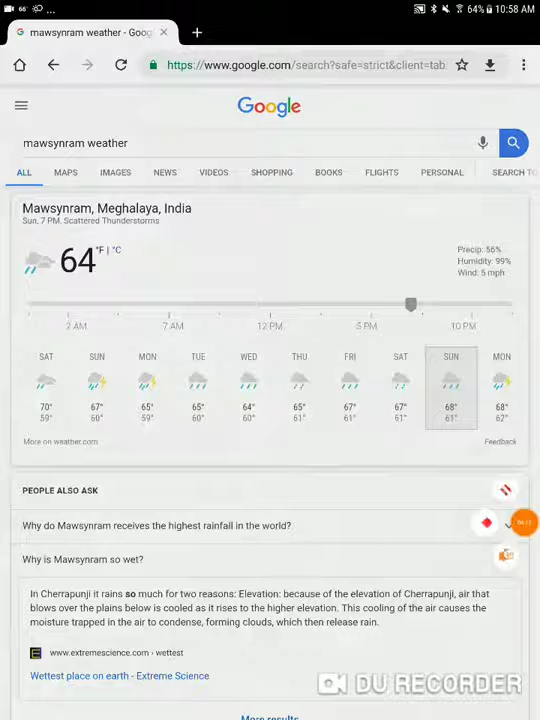 66°
64% 10:58 AM
mawsynram weather - Goog
https://www.google.com/search?safe=strict&client=tab
Google
mawsynram weather
ALL MAPS IMAGES NEWS VIDEOS SHOPPING BOOKS FLIGHTS PERSONAL SEARCH TO
Mawsynram, Meghalaya, India
Sun, 7 PM, Scattered Thunderstorms
64 °F | °C
Precip: 56%
Humidity: 99%
Wind: 5 mph
2 AM 7 AM 12 PM 5 PM 10 PM
SAT SUN MON TUE WED THU FRI SAT SUN MON
70° 67° 65° 65° 64° 65° 67° 67° 68° 68°
59° 60° 59° 60° 60° 61° 61° 61° 61° 62°
More on weather.com Feedback
PEOPLE ALSO ASK
Why do Mawsynram receives the highest rainfall in the world?
Why is Mawsynram so wet?
In Cherrapunji it rains so much for two reasons: Elevation: because of the elevation of Cherrapunji, air that
blows over the plains below is cooled as it rises to the higher elevation. This cooling of the air causes the
moisture trapped in the air to condense, forming clouds, which then release rain.
www.extremescience.com › wettest
Wettest place on earth - Extreme Science
DU RECORDER
More results